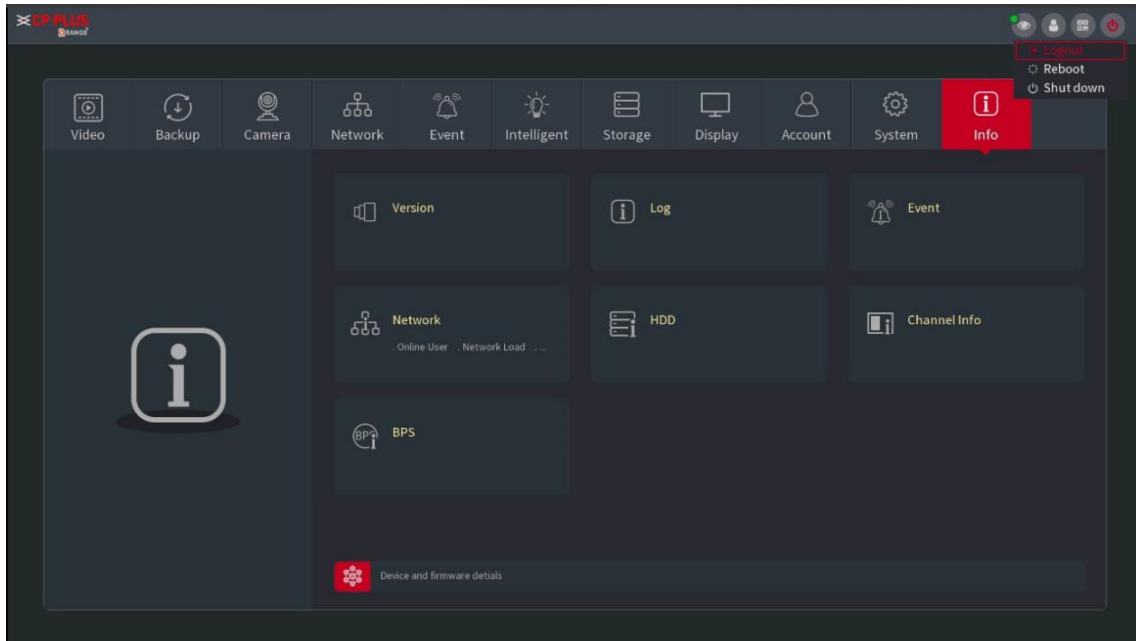 CP PLUS
ORANGE
Logout
Reboot
Shut down
Video
Backup
Camera
Network
Event
Intelligent
Storage
Display
Account
System
Info
Version
Log
Event
Network
. Online User . Network Load . ...
HDD
Channel Info
BPS
BPS
Device and firmware detials